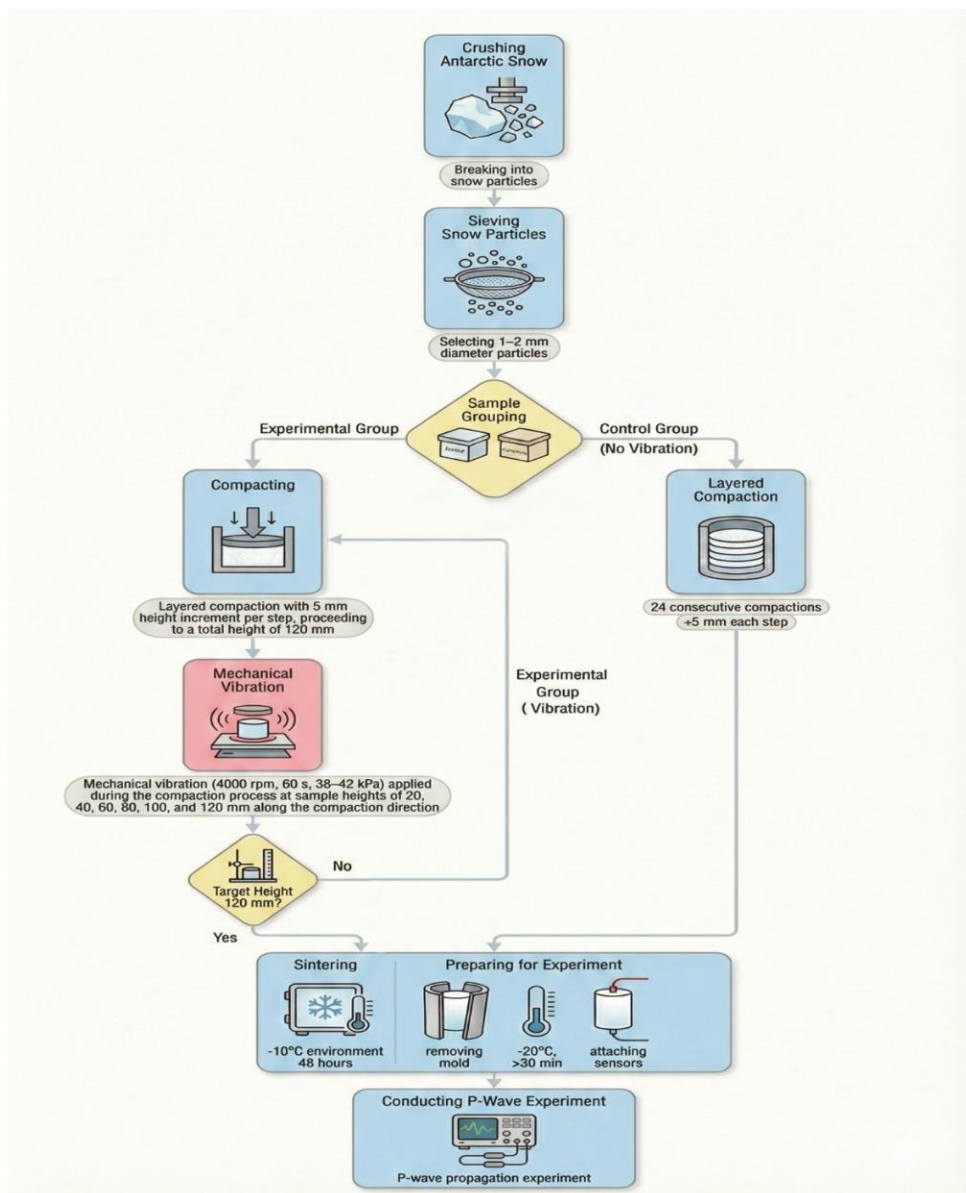 Crushing
Antarctic Snow
Breaking into
snow particles
Sieving
Snow Particles
Selecting 1–2 mm
diameter particles
Sample
Grouping
Experimental Group
Control Group
(No Vibration)
Compacting
Layered compaction with 5 mm
height increment per step, proceeding
to a total height of 120 mm
Layered
Compaction
24 consecutive compactions
+5 mm each step
Mechanical
Vibration
Mechanical vibration (4000 rpm, 60 s, 38–42 kPa) applied
during the compaction process at sample heights of 20,
40, 60, 80, 100, and 120 mm along the compaction direction
Experimental
Group
( Vibration)
Target Height
120 mm?
No
Yes
Sintering
-10°C environment
48 hours
Preparing for Experiment
removing
mold
-20°C,
>30 min
attaching
sensors
Conducting P-Wave Experiment
P-wave propagation experiment